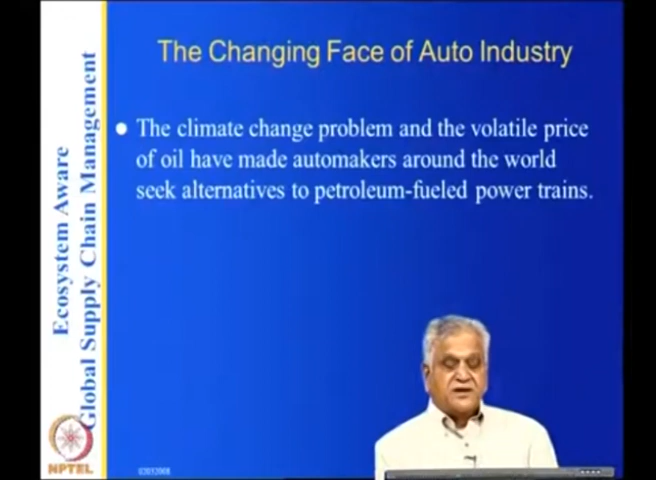 The Changing Face of Auto Industry
The climate change problem and the volatile price
of oil have made automakers around the world
seek alternatives to petroleum-fueled power trains.
Ecosystem Aware
Global Supply Chain Management
NPTEL